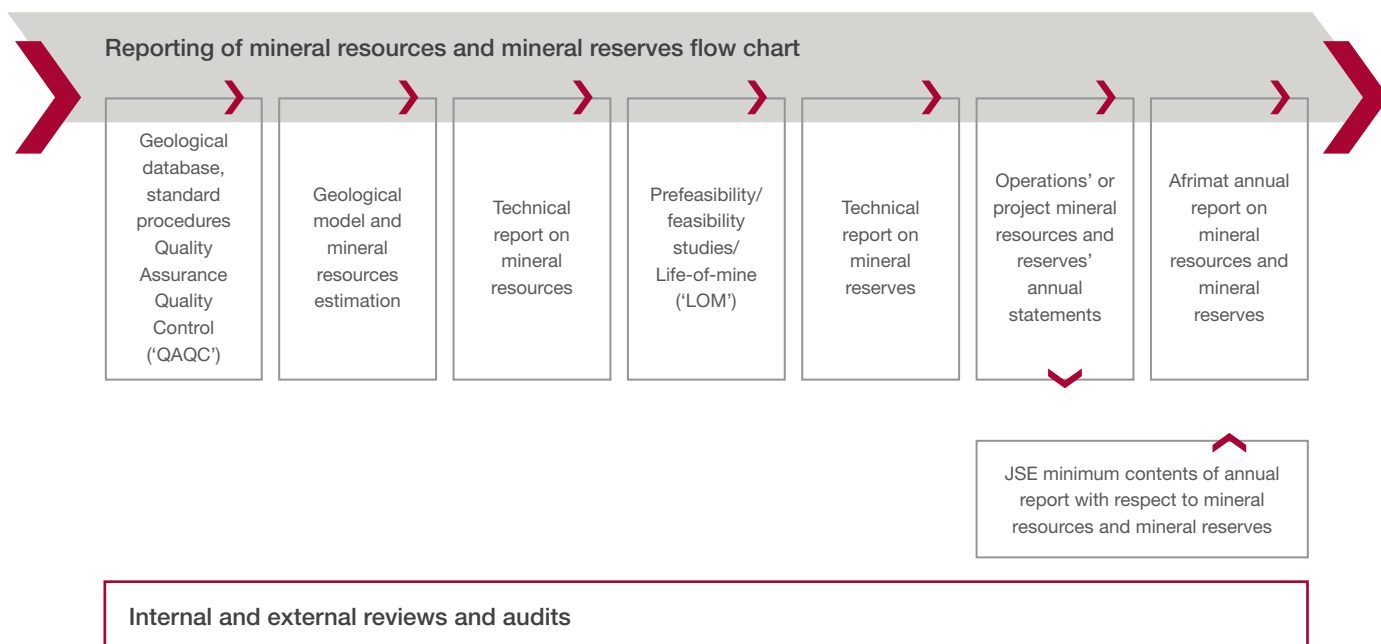 Reporting of mineral resources and mineral reserves flow chart
Geological
database,
standard
procedures
Quality
Assurance
Quality
Control
(‘QAQC’)
Geological
model and
mineral
resources
estimation
Technical
report on
mineral
resources
Prefeasibility/
feasibility
studies/
Life-of-mine
(‘LOM’)
Technical
report on
mineral
reserves
Operations’ or
project mineral
resources and
reserves’
annual
statements
Afrimat annual
report on
mineral
resources and
mineral
reserves
JSE minimum contents of annual
report with respect to mineral
resources and mineral reserves
Internal and external reviews and audits